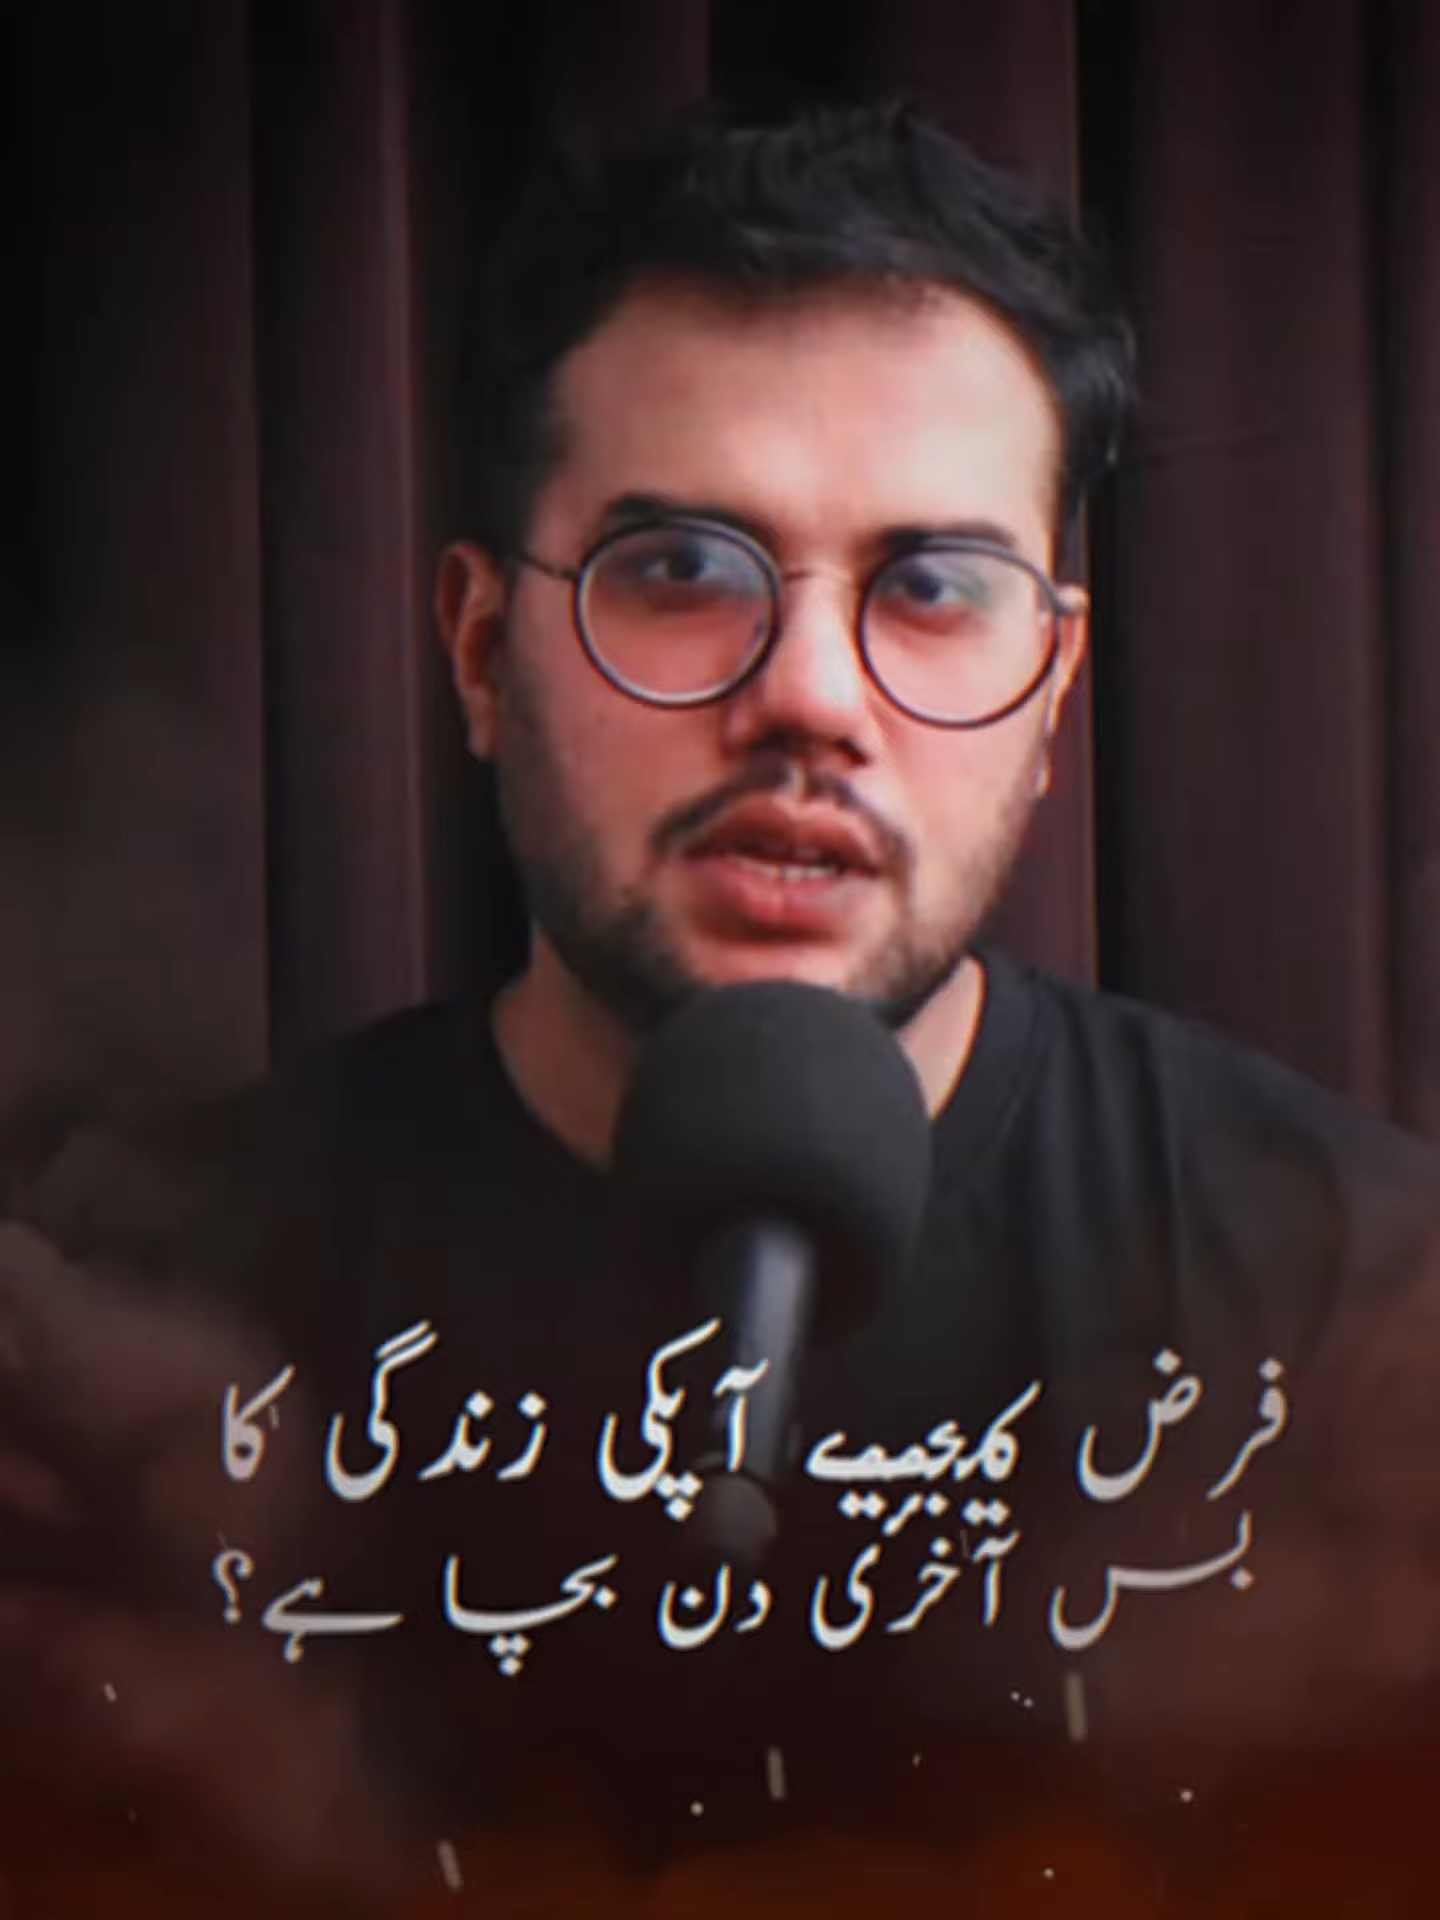 فرض کیجیے آپکی زندگی کا
بس آخری دن بچا ہے؟